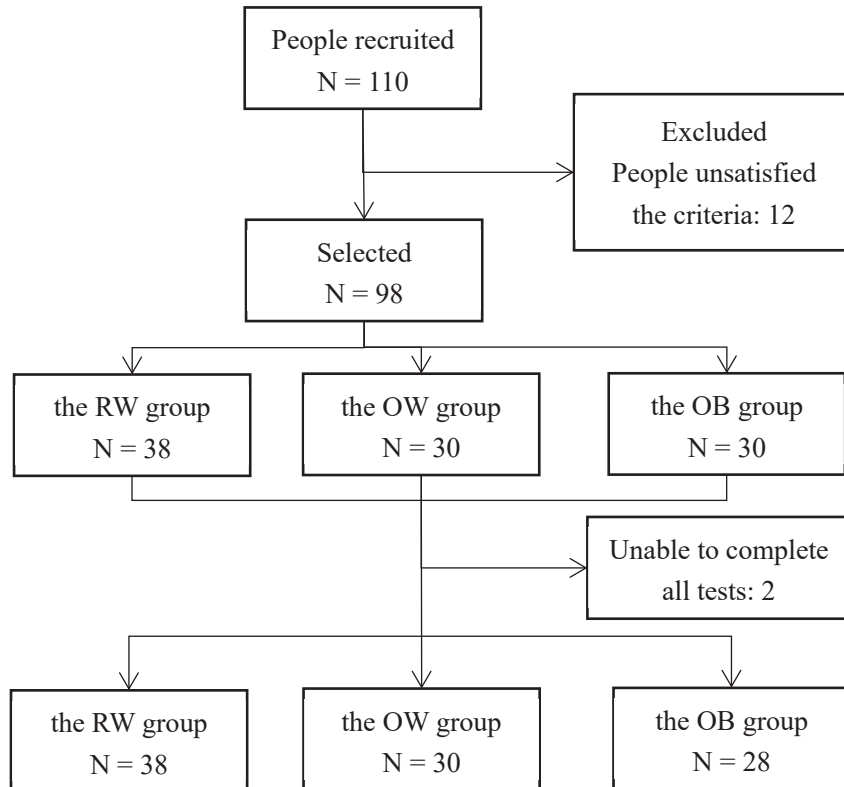 People recruited
N = 110
Excluded
People unsatisfied
the criteria: 12
Selected
N = 98
the RW group
N = 38
the OW group
N = 30
the OB group
N = 30
Unable to complete
all tests: 2
the RW group
N = 38
the OW group
N = 30
the OB group
N = 28